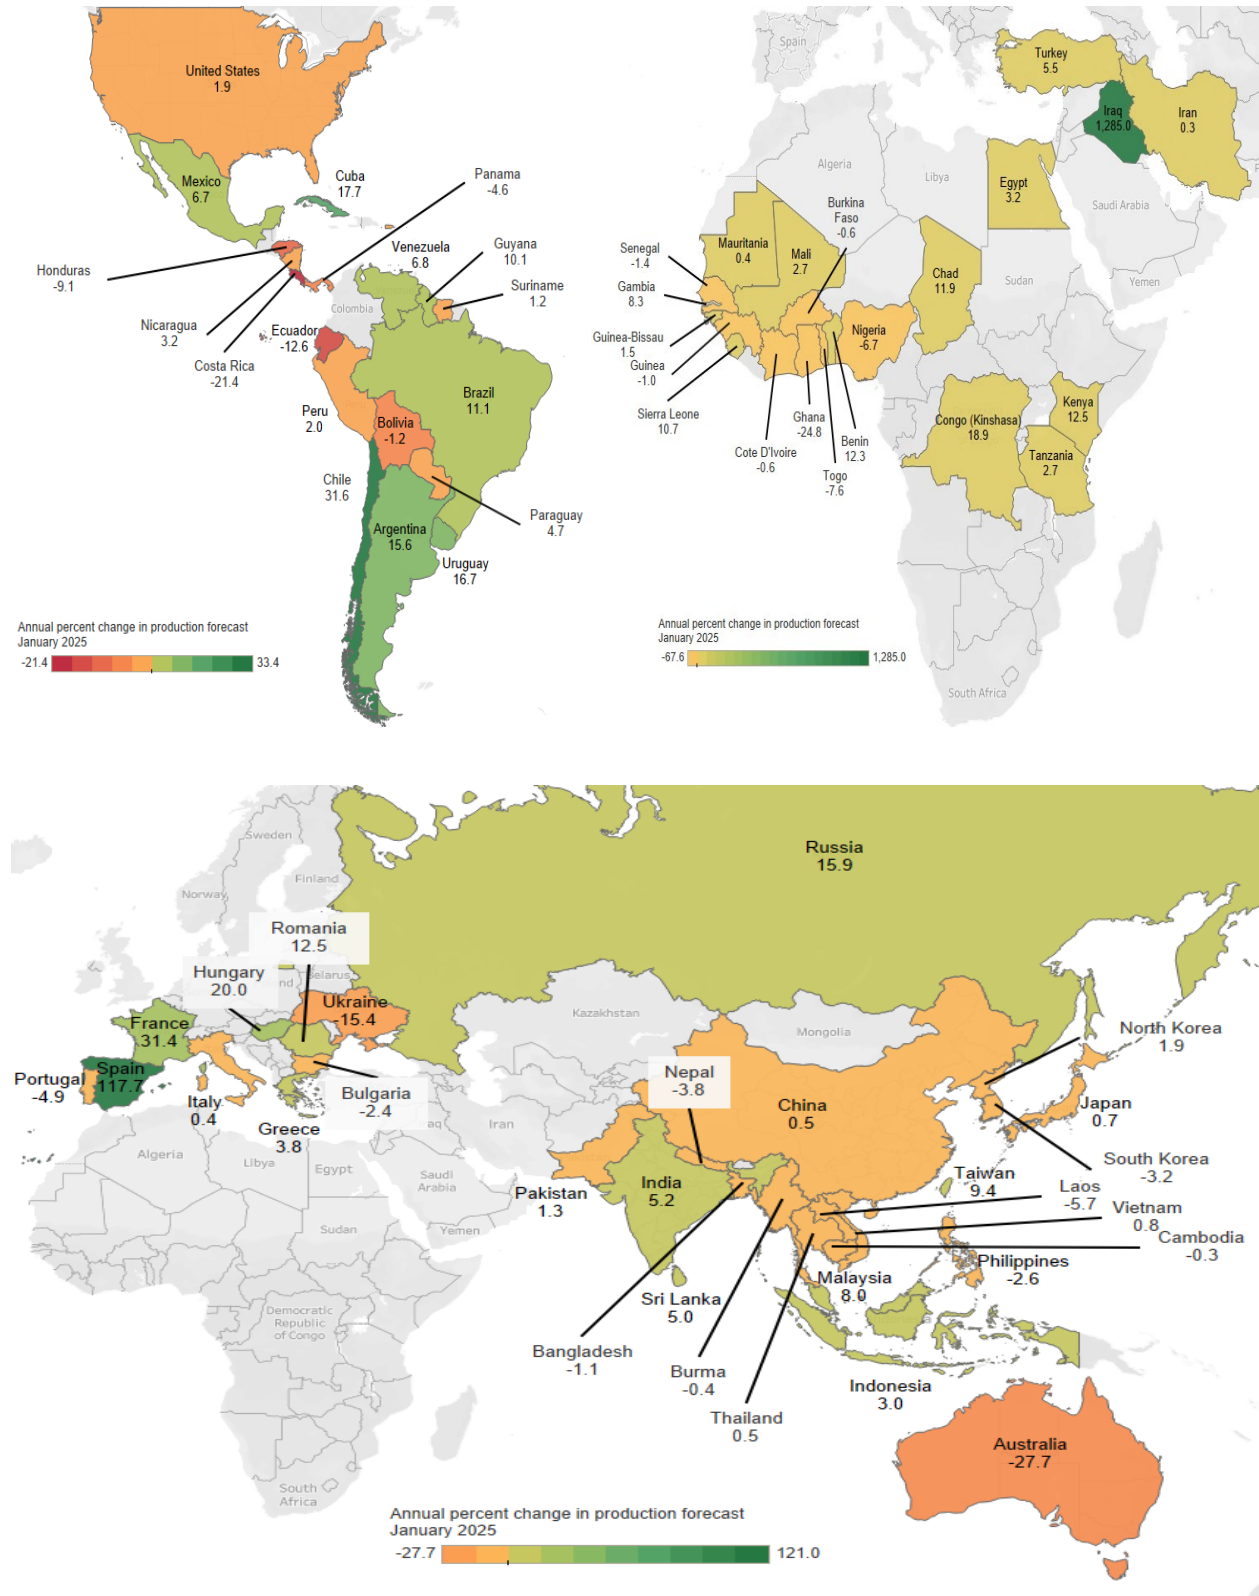 United States
1.9
Mexico
6.7
Cuba
17.7
Panama
-4.6
Honduras
-9.1
Nicaragua
3.2
Costa Rica
-21.4
Venezuela
6.8
Guyana
10.1
Suriname
1.2
Colombia
Ecuador
-12.6
Peru
2.0
Brazil
11.1
Bolivia
-1.2
Chile
31.6
Paraguay
4.7
Argentina
15.6
Uruguay
16.7
Annual percent change in production forecast
January 2025
-21.4
33.4
Spain
Turkey
5.5
Iraq
1,285.0
Iran
0.3
Algeria
Libya
Egypt
3.2
Saudi Arabia
Burkina
Faso
-0.6
Senegal
-1.4
Mauritania
0.4
Mali
2.7
Chad
11.9
Sudan
Yemen
Gambia
8.3
Guinea-Bissau
1.5
Guinea
-1.0
Nigeria
-6.7
Sierra Leone
10.7
Ghana
-24.8
Cote D'Ivoire
-0.6
Benin
12.3
Togo
-7.6
Congo (Kinshasa)
18.9
Kenya
12.5
Tanzania
2.7
Annual percent change in production forecast
January 2025
-67.6
1,285.0
South Africa
Russia
15.9
Sweden
Finland
Norway
Romania
12.5
Hungary
20.0
Belarus
nd
Ukraine
-15.4
France
31.4
Kazakhstan
Mongolia
North Korea
1.9
Spain
117.7
Portugal
-4.9
Italy
0.4
Bulgaria
-2.4
Greece
3.8
Nepal
-3.8
China
0.5
Japan
0.7
aq
Iran
Algeria
Libya
Egypt
Saudi
Arabia
South Korea
-3.2
Pakistan
1.3
India
5.2
Taiwan
9.4
Laos
-5.7
Vietnam
0.8
Cambodia
-0.3
Sudan
Yemen
Philippines
-2.6
Malaysia
8.0
Sri Lanka
5.0
Democratic
Republic
of Congo
Bangladesh
-1.1
Burma
-0.4
Thailand
0.5
Indonesia
3.0
Australia
-27.7
South
Africa
Annual percent change in production forecast
January 2025
-27.7
121.0